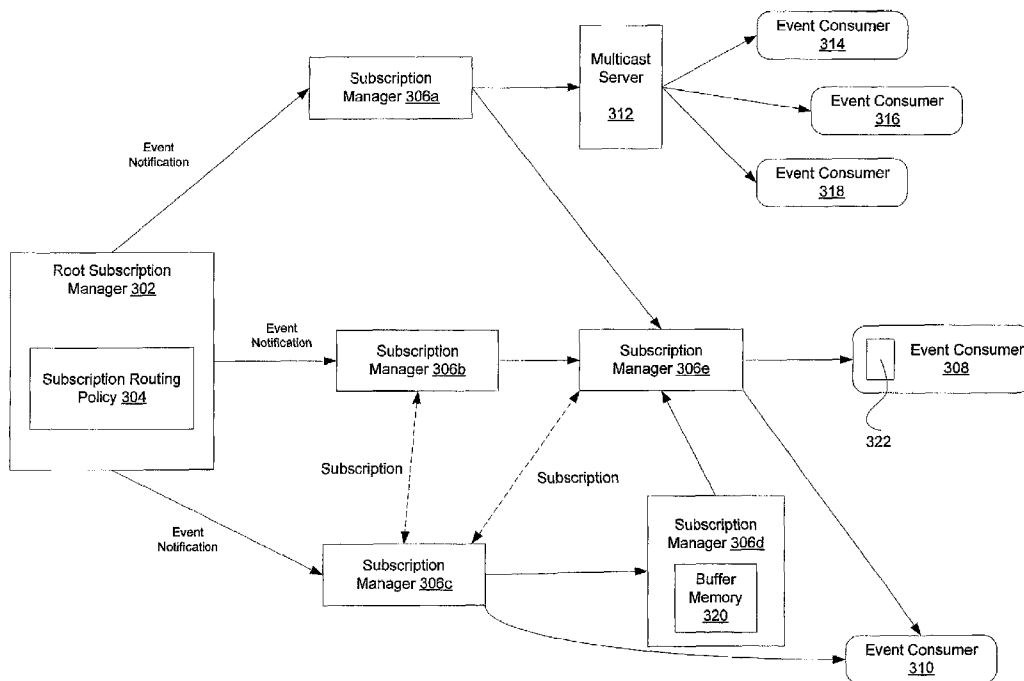 Event Consumer
314
Subscription
Manager 306a
Multicast
Server
312
Event Consumer
316
Event
Notification
Event Consumer
318
Root Subscription
Manager 302
Subscription Routing
Policy 304
Event
Notification
Subscription
Manager 306b
Subscription
Manager 306e
Event Consumer
308
322
Subscription
Subscription
Event
Notification
Subscription
Manager 306c
Subscription
Manager 306d
Buffer
Memory
320
Event Consumer
310